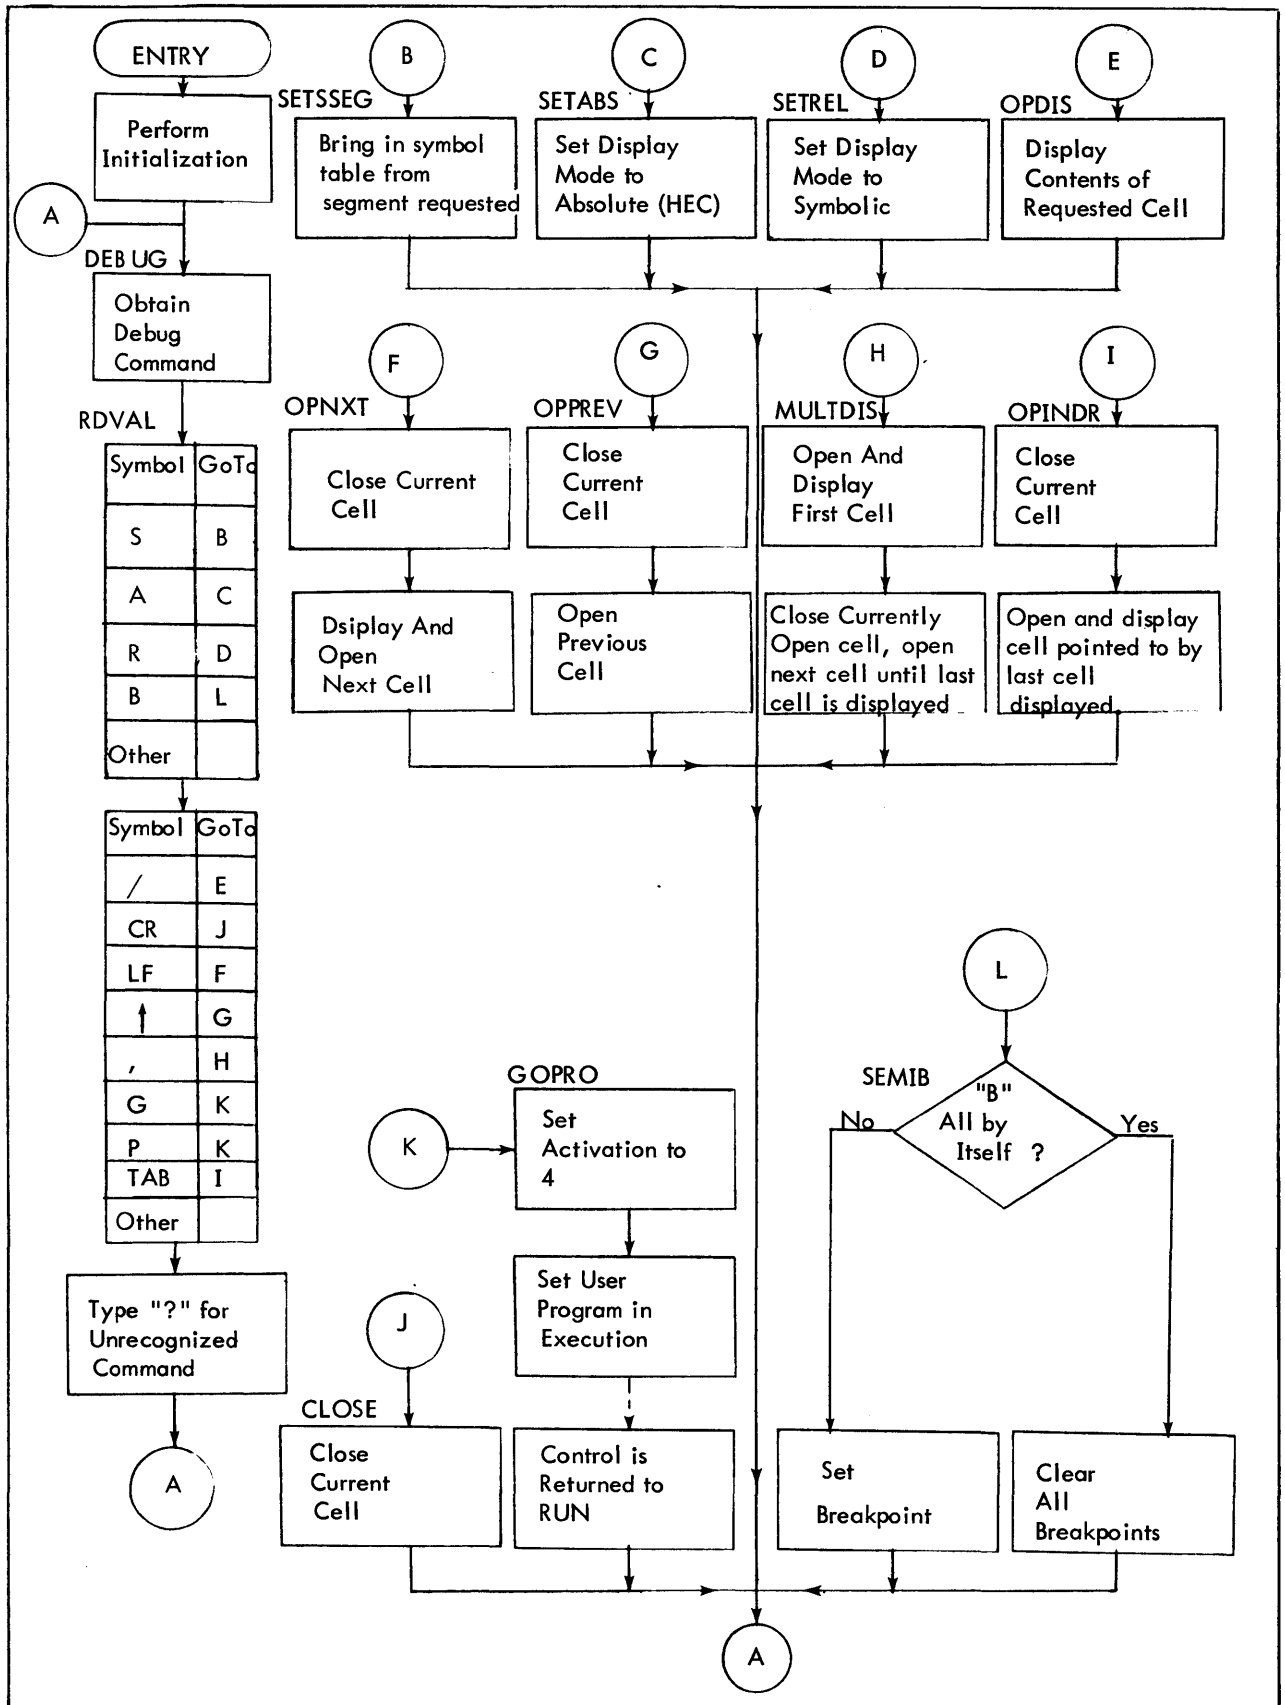 ENTRY
Perform
Initialization
A
DEBUG
Obtain
Debug
Command
RDVAL
Symbol GoTo
S B
A C
R D
B L
Other
Symbol GoTo
/ E
CR J
LF F
↑ G
, H
G K
P K
TAB I
Other
Type "?" for
Unrecognized
Command
A
B
SETSSEG
Bring in symbol
table from
segment requested
C
SETABS
Set Display
Mode to
Absolute (HEC)
D
SETREL
Set Display
Mode to
Symbolic
E
OPDIS
Display
Contents of
Requested Cell
F
OPNXT
Close Current
Cell
Dsiplay And
Open
Next Cell
G
OPPREV
Close
Current
Cell
Open
Previous
Cell
H
MULTDIS
Open And
Display
First Cell
Close Currently
Open cell, open
next cell until last
cell is displayed
I
OPINDR
Close
Current
Cell
Open and display
cell pointed to by
last cell
displayed.
K
GOPRO
Set
Activation to
4
Set User
Program in
Execution
Control is
Returned to
RUN
J
CLOSE
Close
Current
Cell
L
SEMIB
"B"
All by
Itself ?
No
Yes
Set
Breakpoint
Clear
All
Breakpoints
A